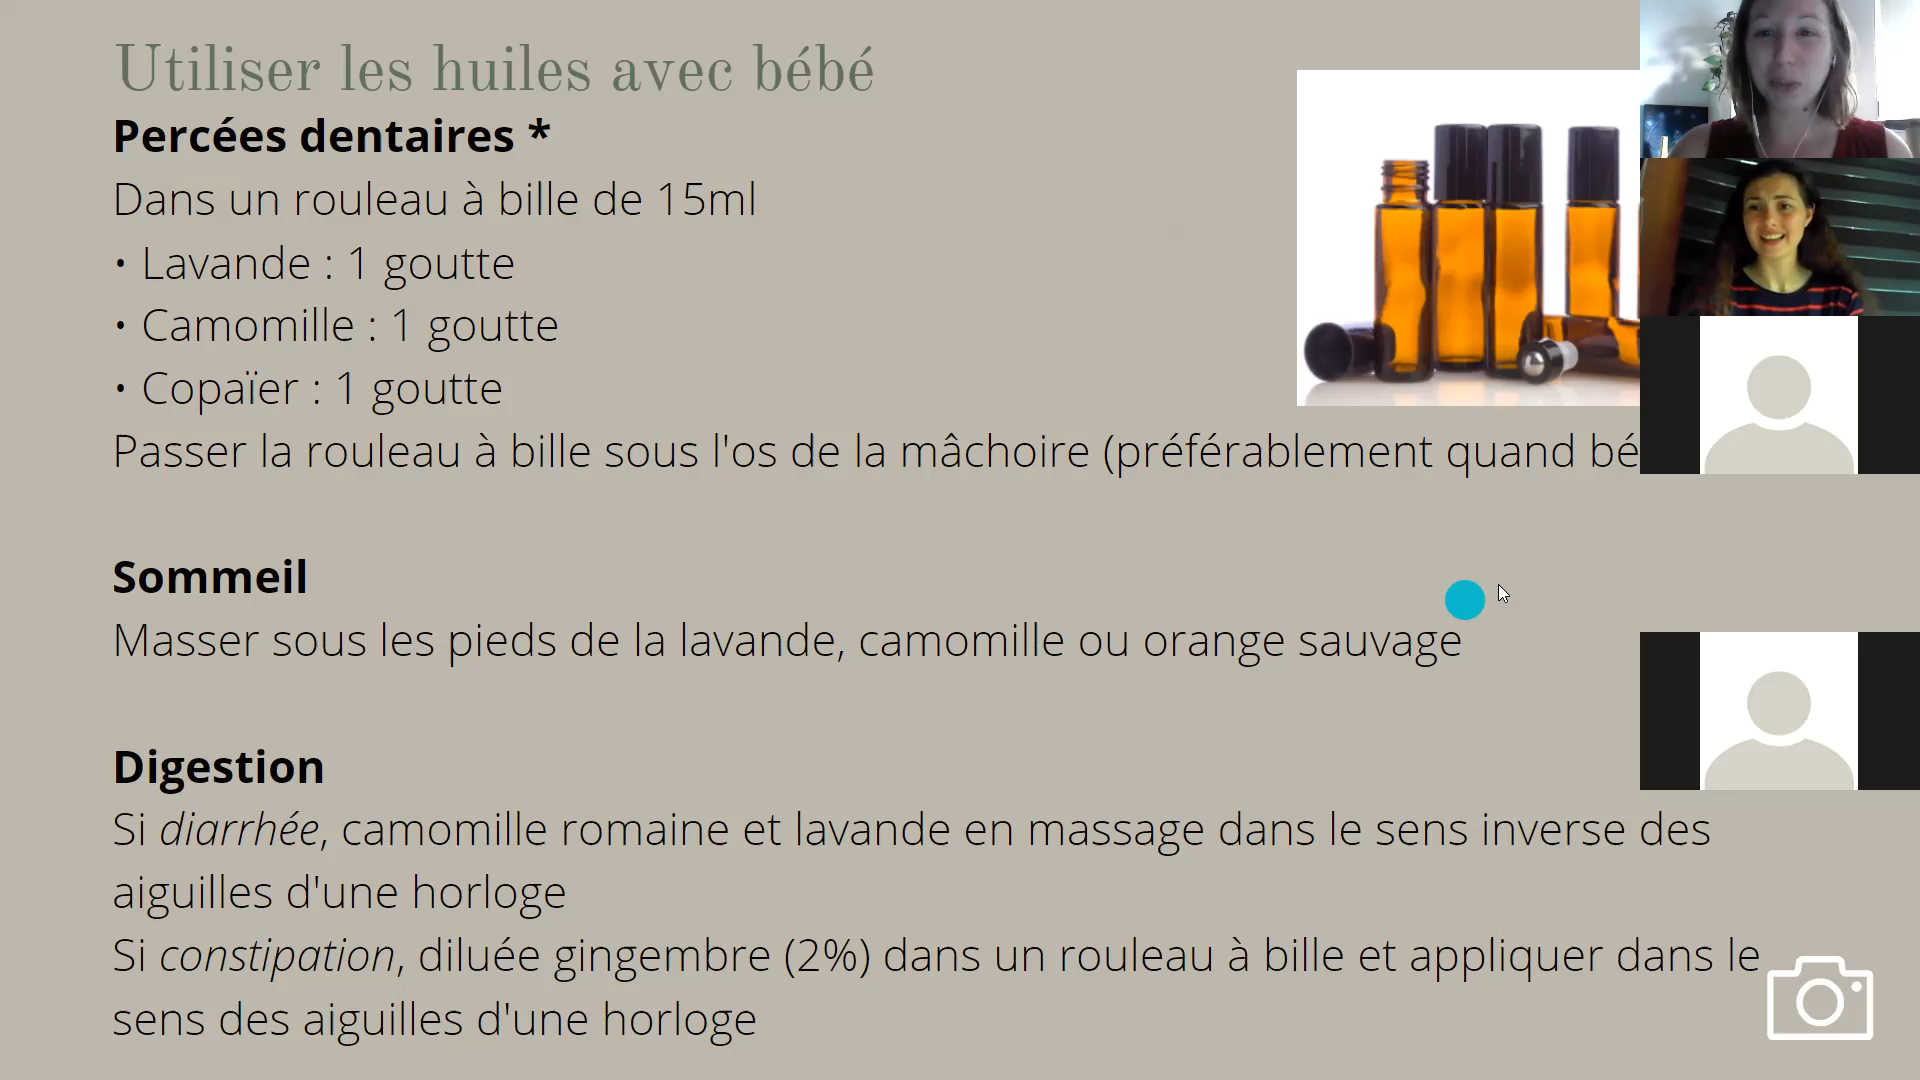 Utiliser les huiles avec bébé
Percées dentaires *
Dans un rouleau à bille de 15ml
• Lavande : 1 goutte
• Camomille : 1 goutte
• Copaïer : 1 goutte
Passer la rouleau à bille sous l'os de la mâchoire (préférablement quand bé
Sommeil
Masser sous les pieds de la lavande, camomille ou orange sauvage
Digestion
Si diarrhée, camomille romaine et lavande en massage dans le sens inverse des
aiguilles d'une horloge
Si constipation, diluée gingembre (2%) dans un rouleau à bille et appliquer dans le
sens des aiguilles d'une horloge